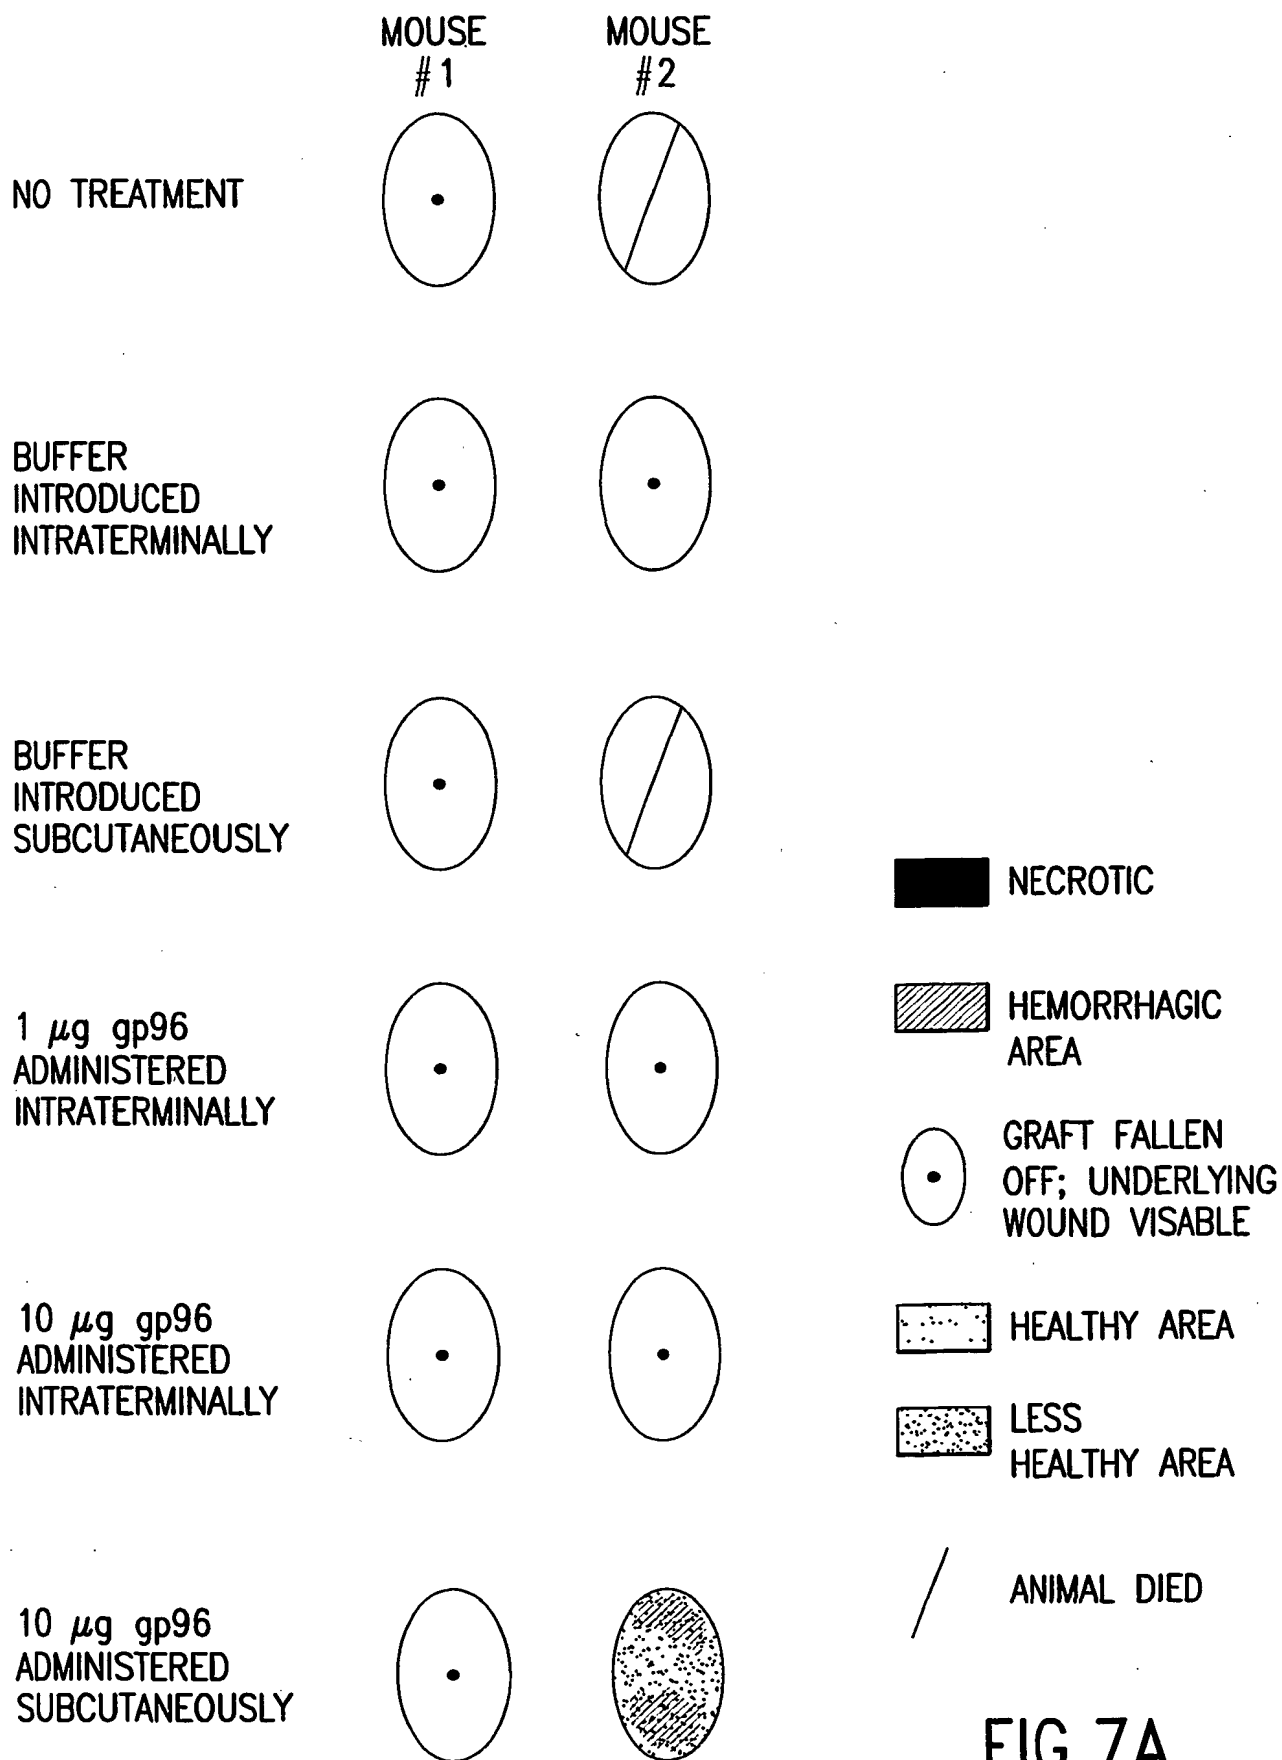 MOUSE
#1
MOUSE
#2
NO TREATMENT
BUFFER
INTRODUCED
INTRATERMINALLY
BUFFER
INTRODUCED
SUBCUTANEOUSLY
1 μg gp96
ADMINISTERED
INTRATERMINALLY
10 μg gp96
ADMINISTERED
INTRATERMINALLY
10 μg gp96
ADMINISTERED
SUBCUTANEOUSLY
NECROTIC
HEMORRHAGIC
AREA
GRAFT FALLEN
OFF; UNDERLYING
WOUND VISABLE
HEALTHY AREA
LESS
HEALTHY AREA
ANIMAL DIED
FIG.7A